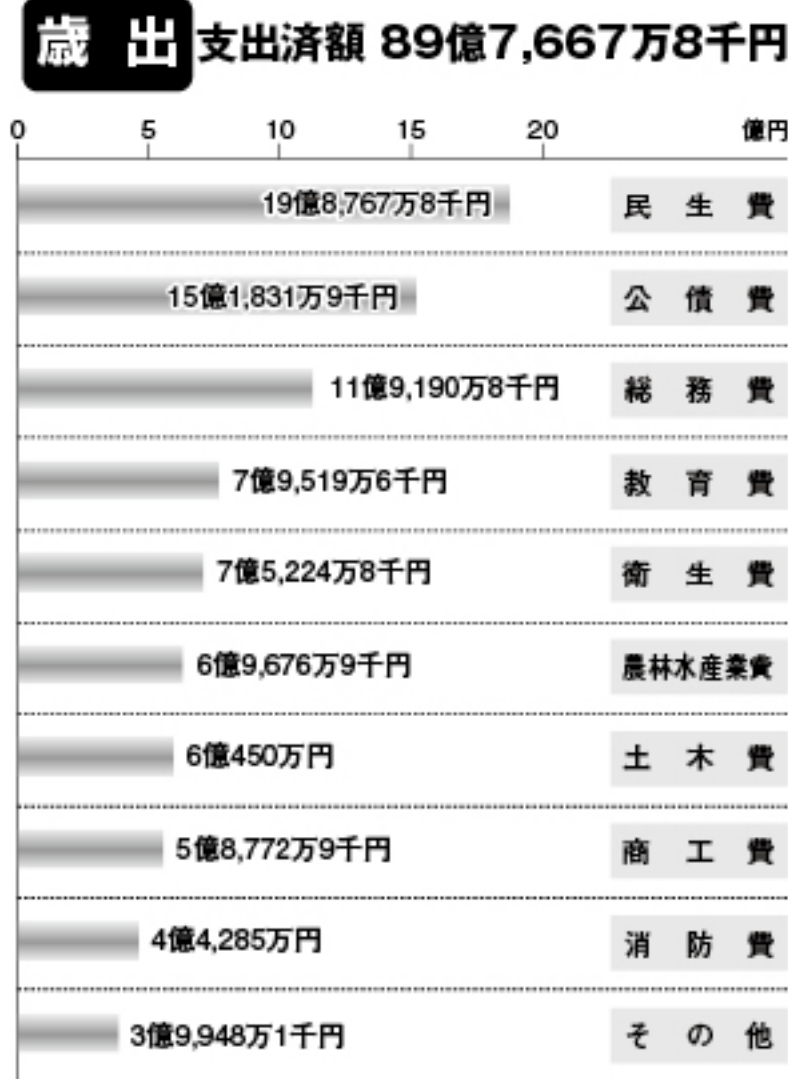 歳出 支出済額 89億7,667万8千円
0 5 10 15 20 億円
19億8,767万8千円 民生費
15億1,831万9千円 公債費
11億9,190万8千円 総務費
7億9,519万6千円 教育費
7億5,224万8千円 衛生費
6億9,676万9千円 農林水産業費
6億450万円 土木費
5億8,772万9千円 商工費
4億4,285万円 消防費
3億9,948万1千円 その他